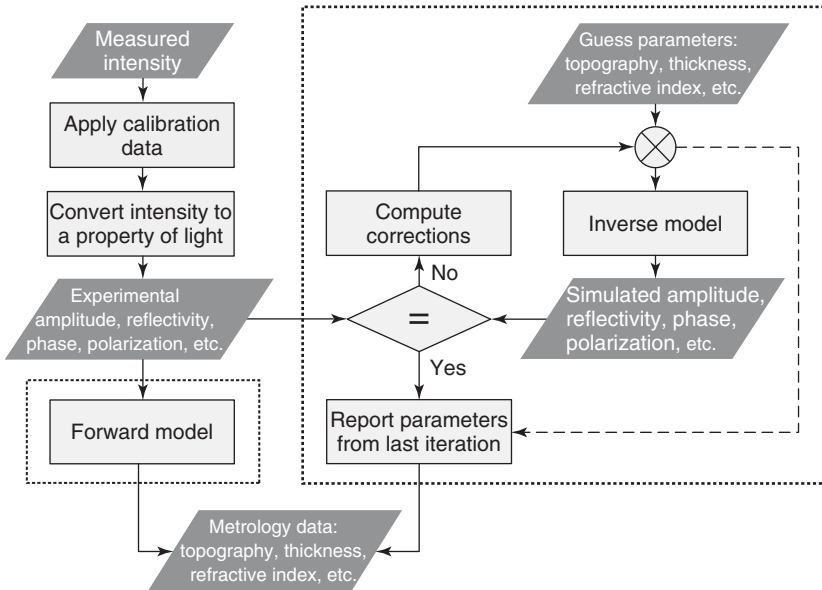 Measured
intensity
Apply calibration
data
Convert intensity to
a property of light
Experimental
amplitude, reflectivity,
phase, polarization, etc.
Forward model
Guess parameters:
topography, thickness,
refractive index, etc.
Compute
corrections
Inverse model
No
=
Simulated amplitude,
reflectivity, phase,
polarization, etc.
Yes
Report parameters
from last iteration
Metrology data:
topography, thickness,
refractive index, etc.